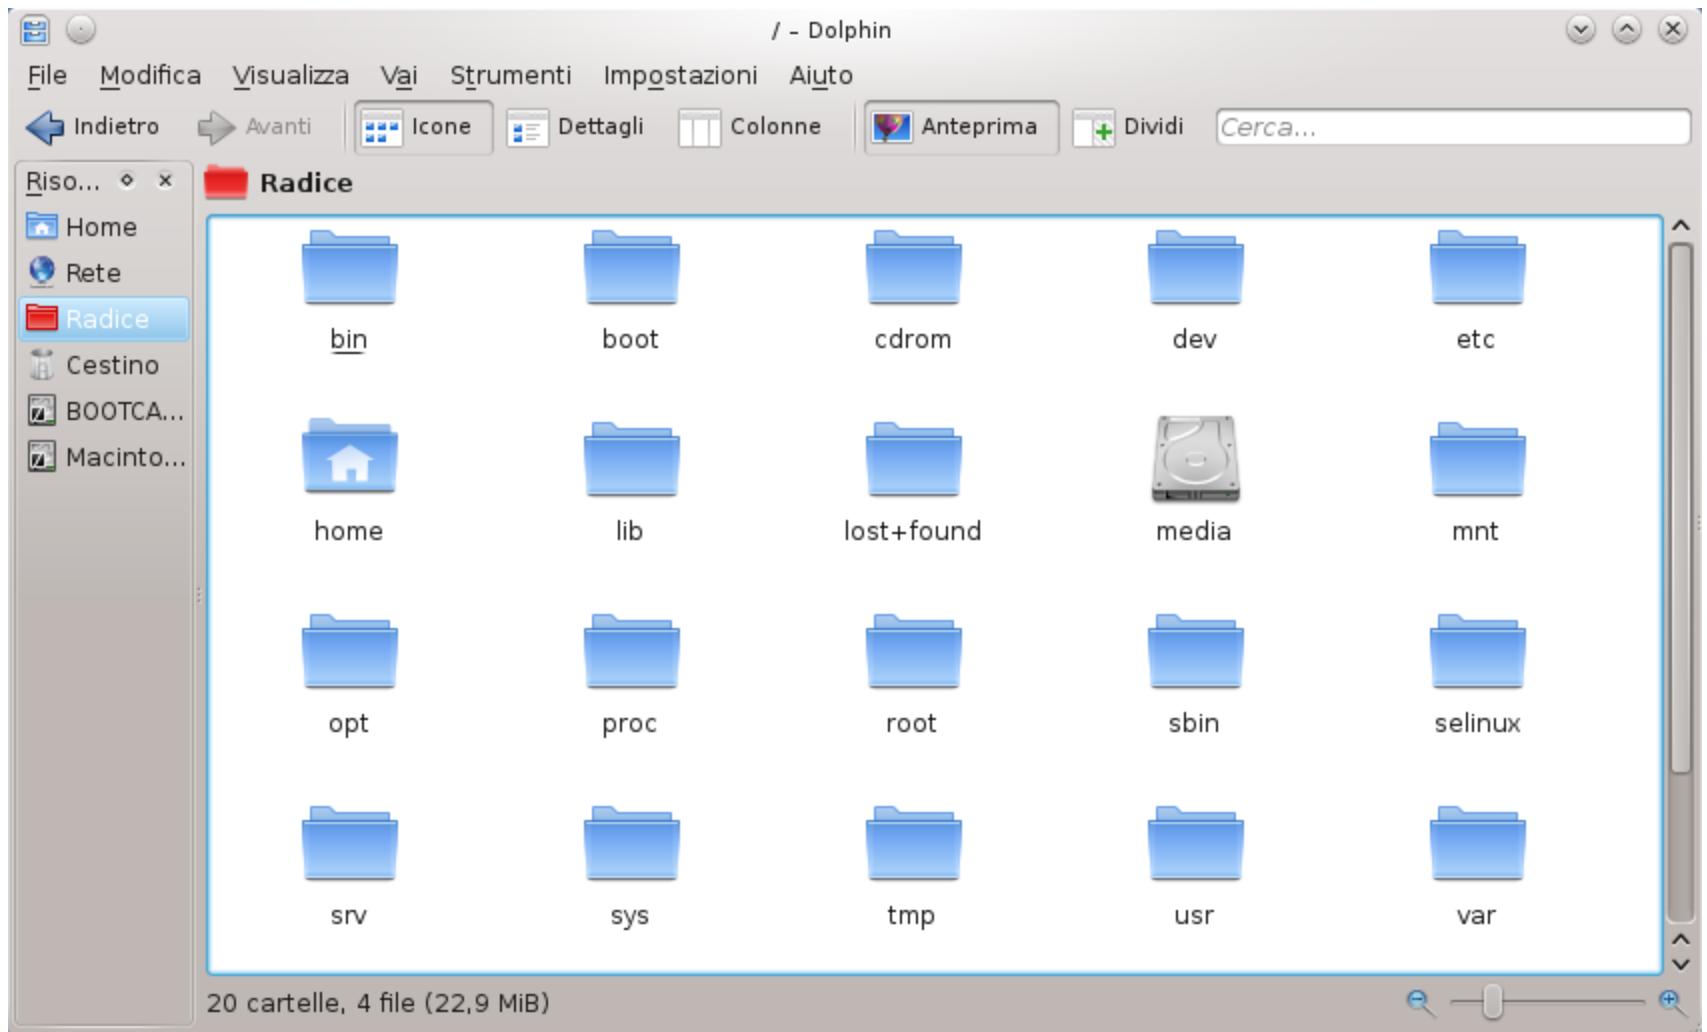 / – Dolphin
File Modifica Visualizza Vai Strumenti Impostazioni Aiuto
Indietro Avanti Icone Dettagli Colonne Anteprima Dividi Cerca...
Riso...
Home
Rete
Radice
Cestino
BOOTCA...
Macinto...
Radice
bin boot cdrom dev etc
home lib lost+found media mnt
opt proc root sbin selinux
srv sys tmp usr var
20 cartelle, 4 file (22,9 MiB)